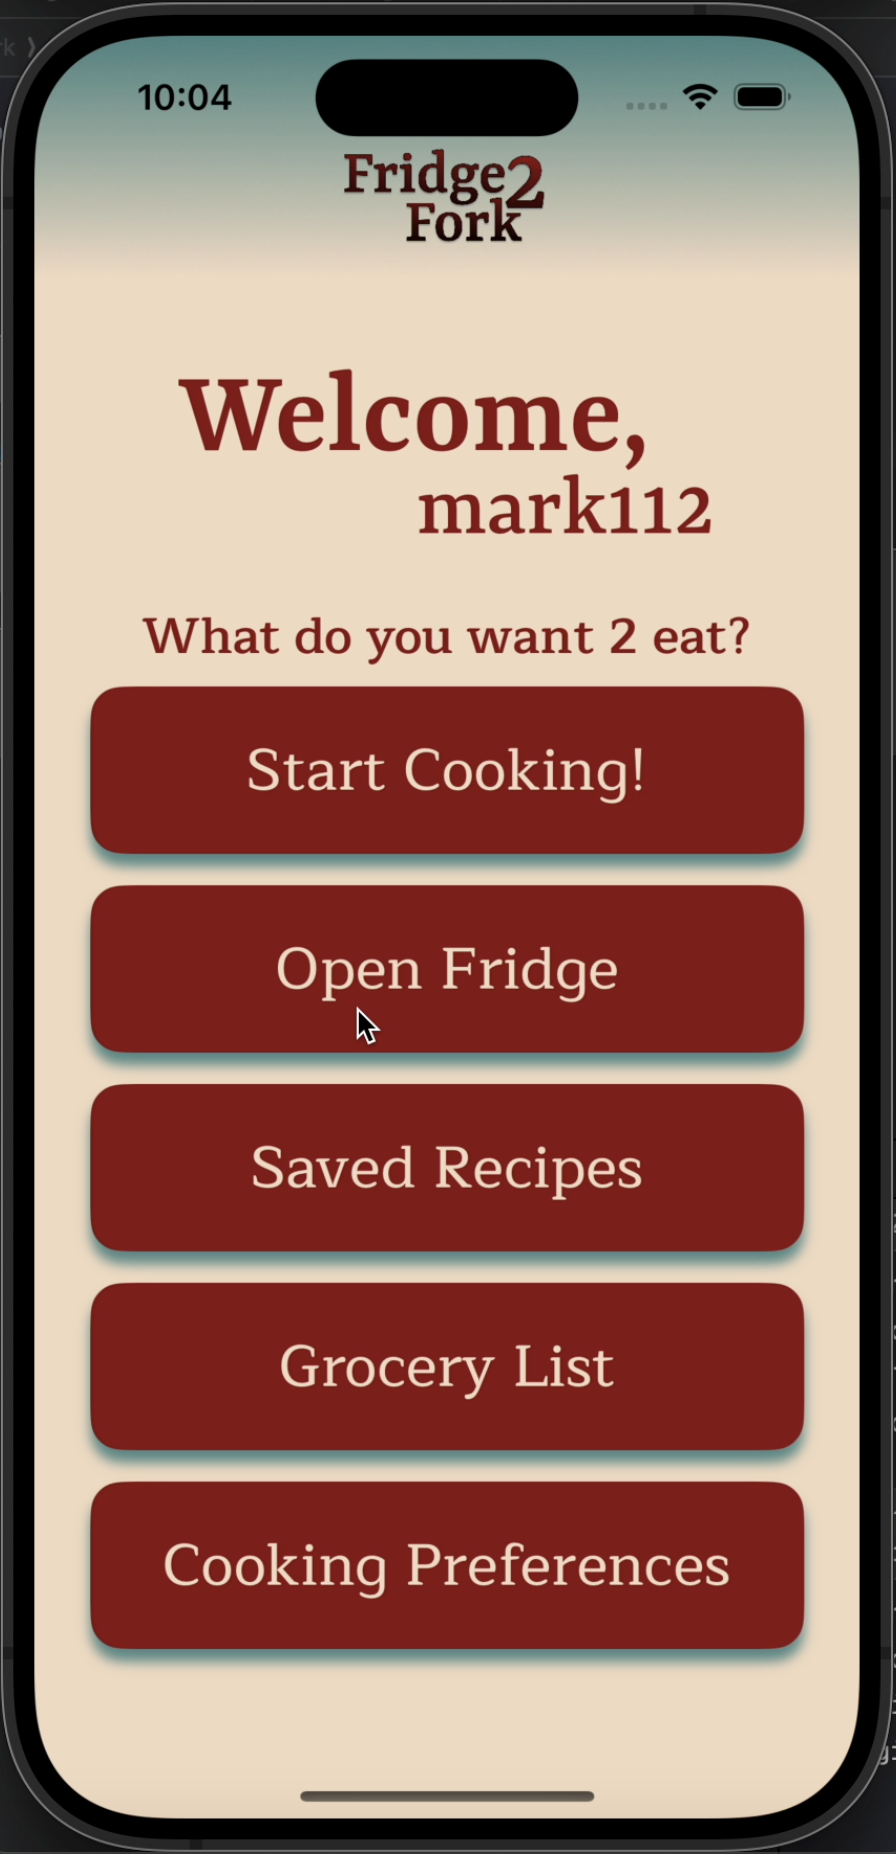 10:04
Fridge2
Fork
Welcome,
mark112
What do you want 2 eat?
Start Cooking!
Open Fridge
Saved Recipes
Grocery List
Cooking Preferences